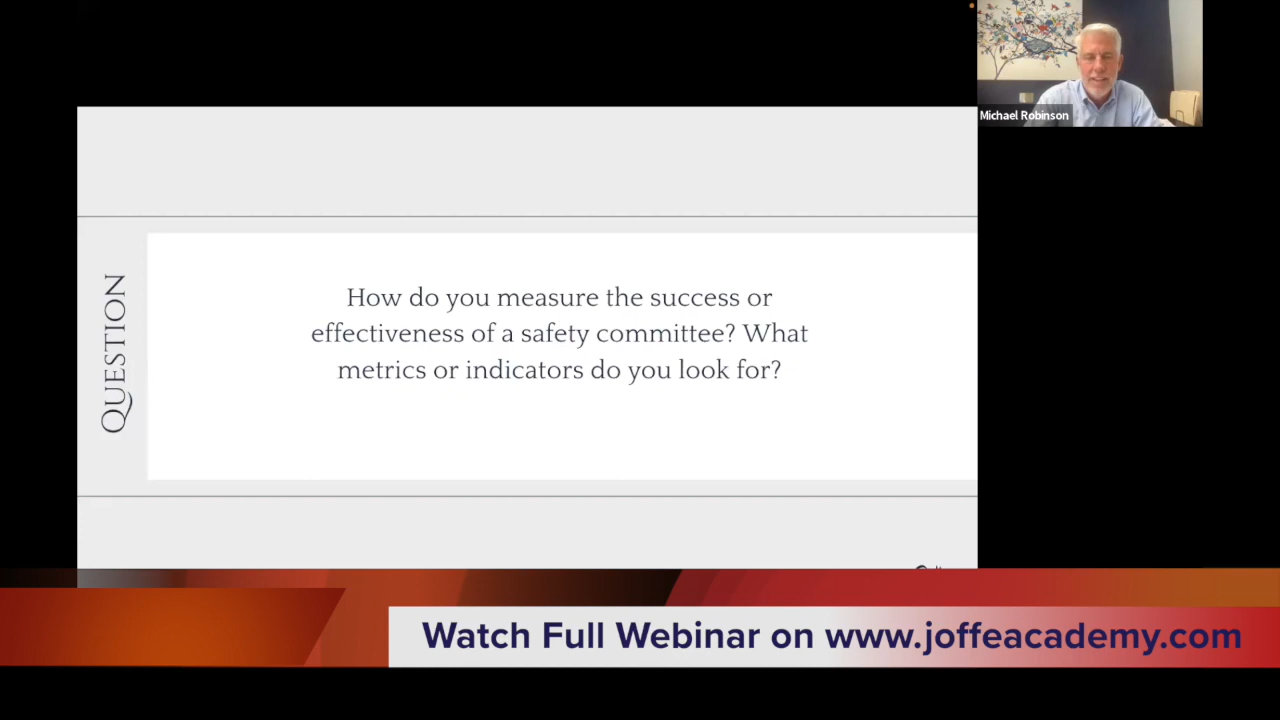 Michael Robinson
QUESTION
How do you measure the success or
effectiveness of a safety committee? What
metrics or indicators do you look for?
Watch Full Webinar on www.joffeacademy.com